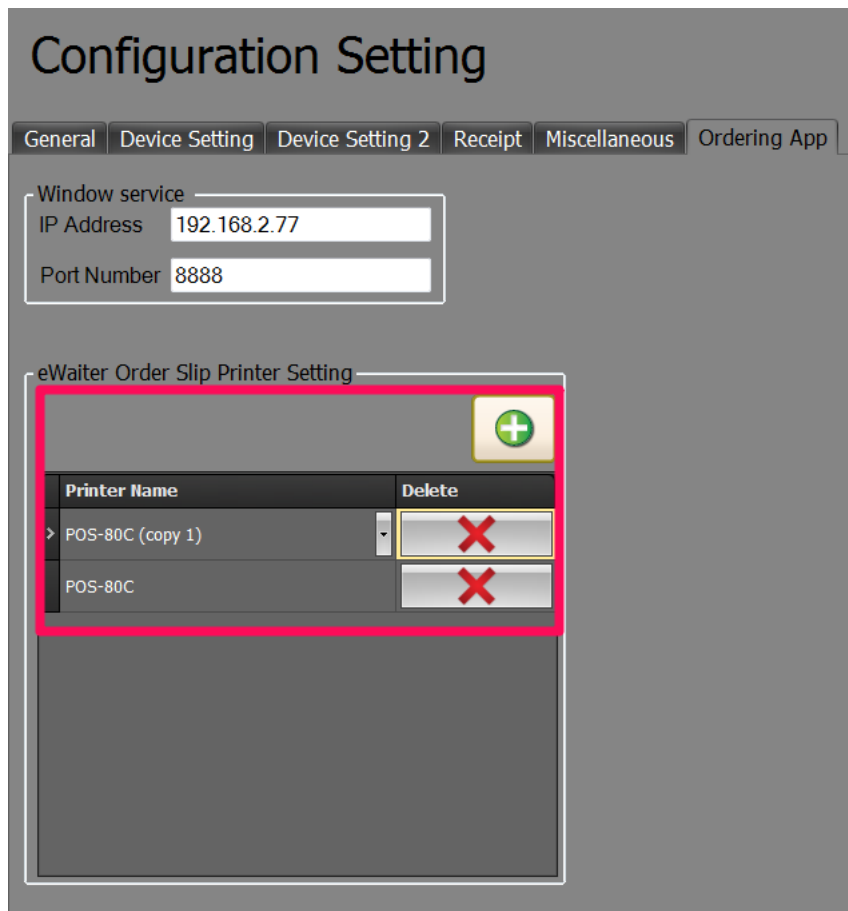 Configuration Setting
General Device Setting Device Setting 2 Receipt Miscellaneous Ordering App
Window service
IP Address 192.168.2.77
Port Number 8888
eWaiter Order Slip Printer Setting
Printer Name Delete
POS-80C (copy 1)
POS-80C